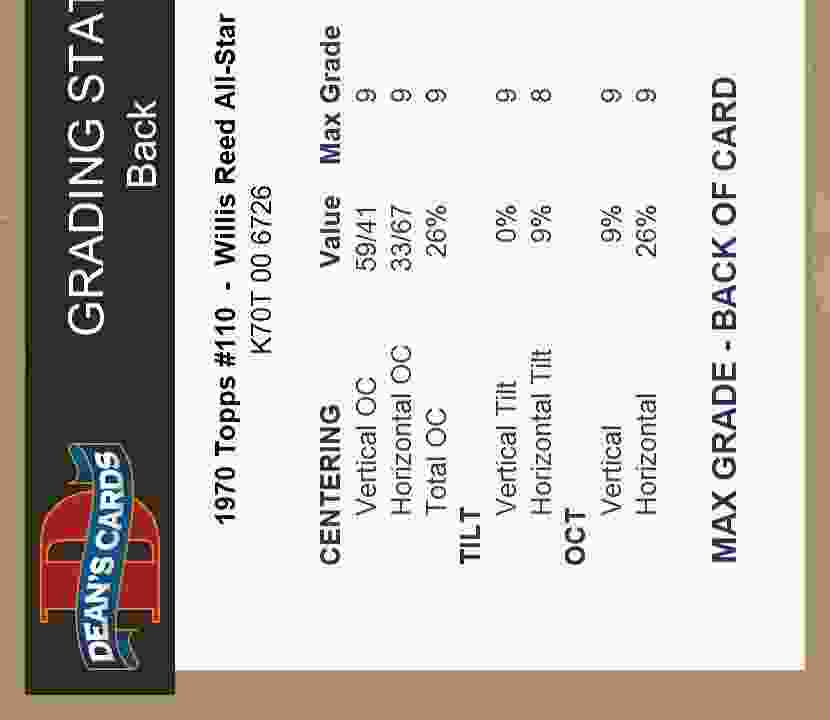 DEAN'S CARDS
GRADING STAT
Back
1970 Topps #110 - Willis Reed All-Star
K70T 00 6726
CENTERING Value Max Grade
Vertical OC 59/41 9
Horizontal OC 33/67 9
Total OC 26% 9
TILT
Vertical Tilt 0% 9
Horizontal Tilt 9% 8
OCT
Vertical 9% 9
Horizontal 26% 9
MAX GRADE - BACK OF CARD